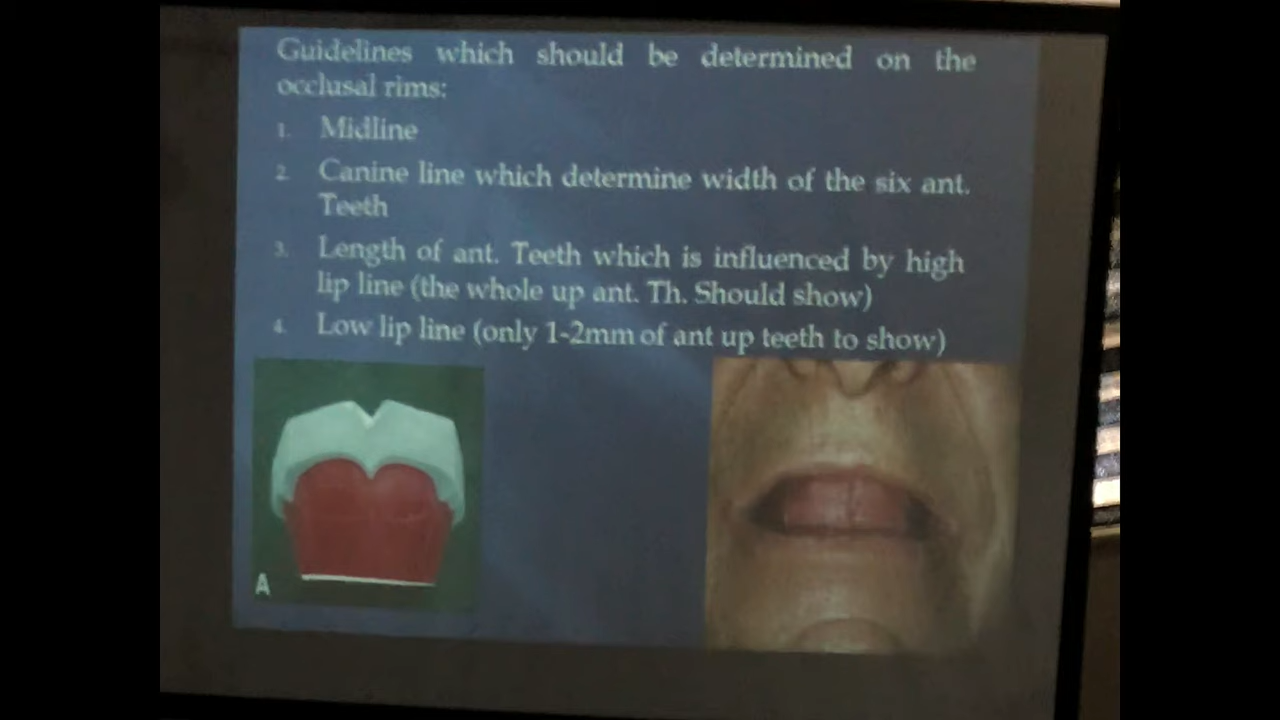 Guidelines which should be determined on the
occlusal rims:
1. Midline
2. Canine line which determine width of the six ant.
Teeth
3. Length of ant. Teeth which is influenced by high
lip line (the whole up ant. Th. Should show)
4. Low lip line (only 1-2mm of ant up teeth to show)
A